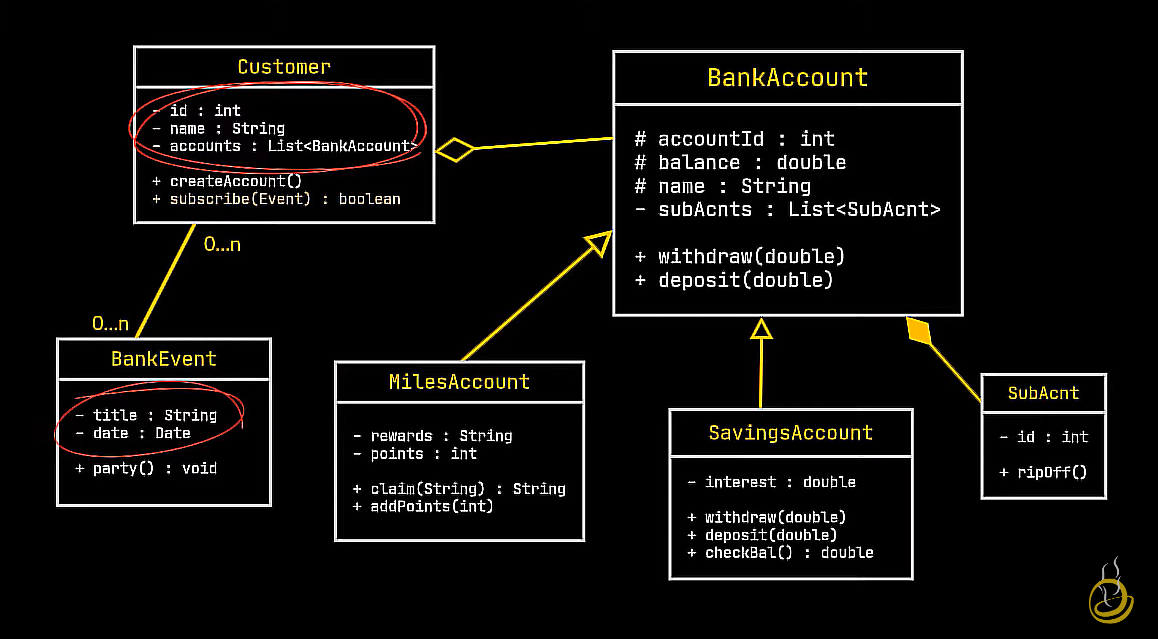 Customer
- id : int
- name : String
- accounts : List<BankAccount>
+ createAccount()
+ subscribe(Event) : boolean
BankAccount
# accountId : int
# balance : double
# name : String
- subAcnts : List<SubAcnt>
+ withdraw(double)
+ deposit(double)
0...n
0...n
BankEvent
- title : String
- date : Date
+ party() : void
MilesAccount
- rewards : String
- points : int
+ claim(String) : String
+ addPoints(int)
SavingsAccount
- interest : double
+ withdraw(double)
+ deposit(double)
+ checkBal() : double
SubAcnt
- id : int
+ ripOff()